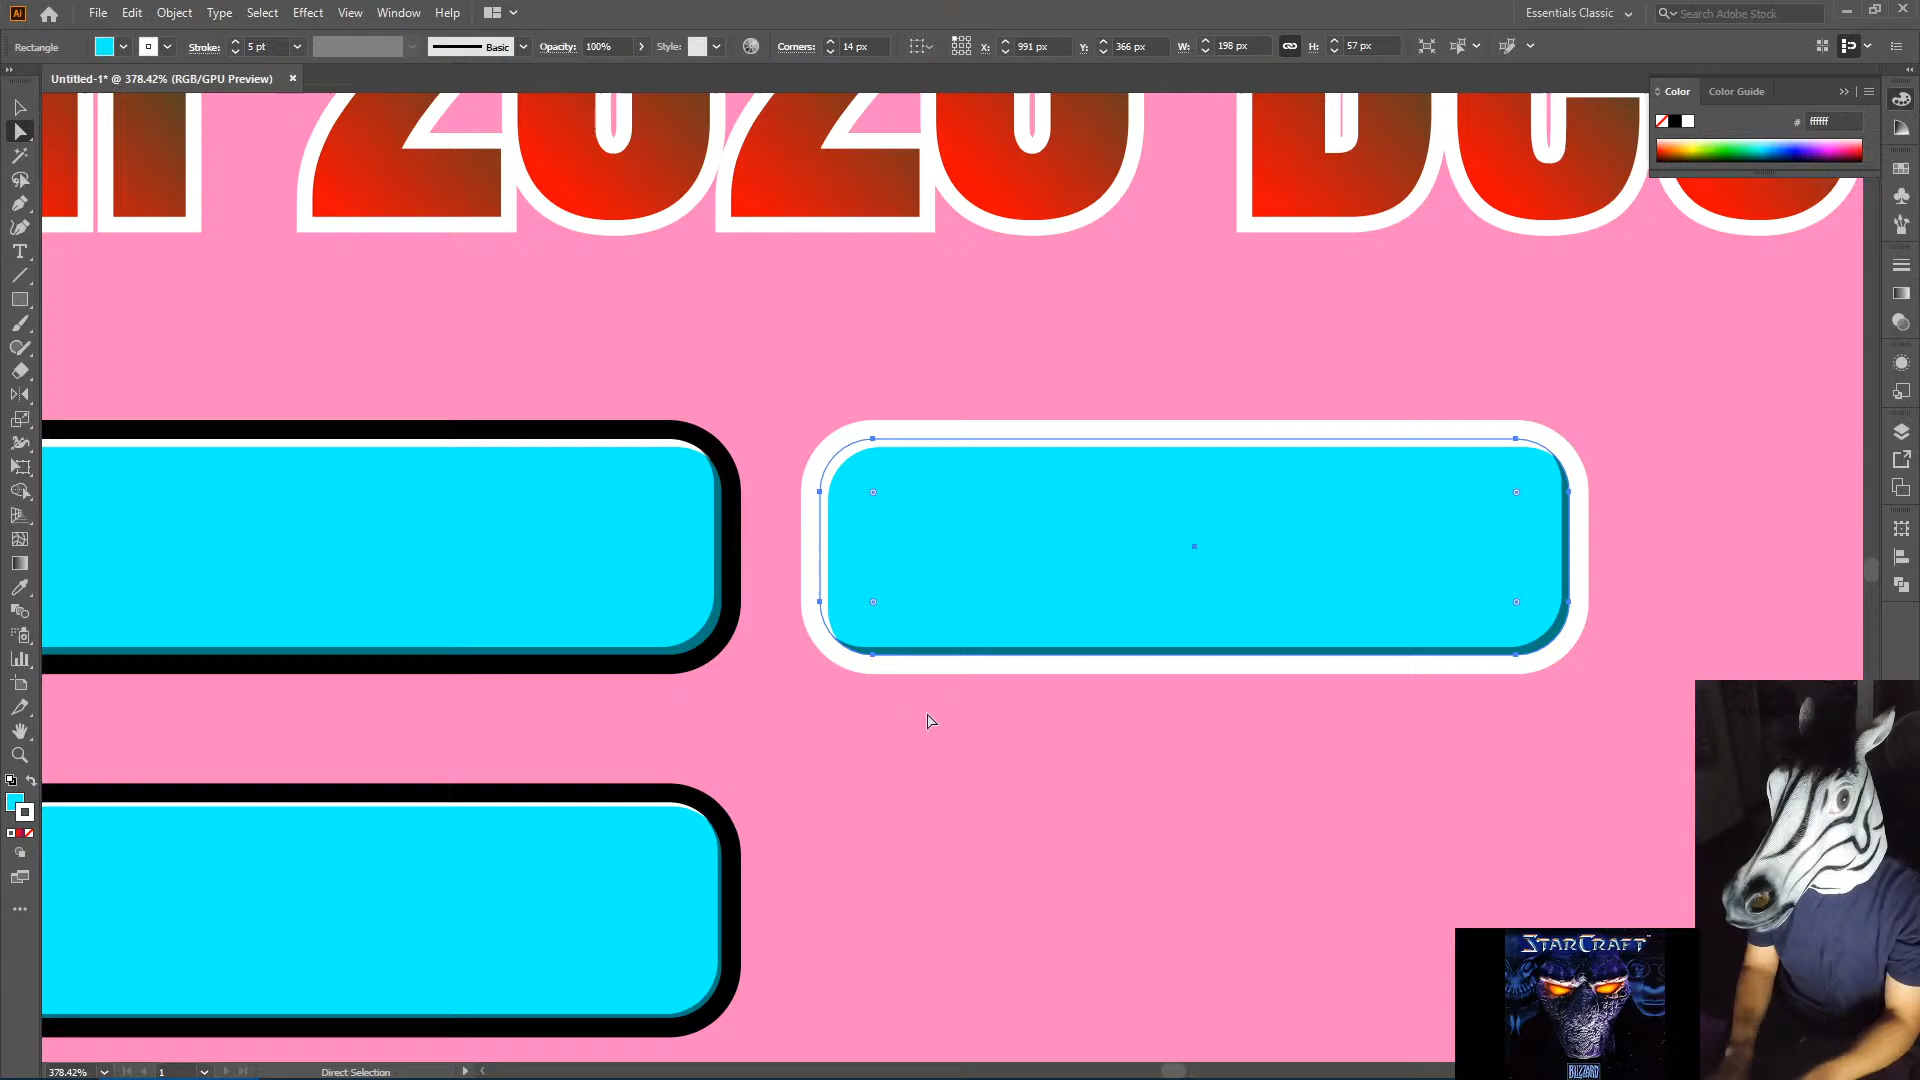 Ai File Edit Object Type Select Effect View Window Help Essentials Classic Search Adobe Stock
Rectangle Stroke: 5 pt Basic Opacity: 100% Style: Corners: 14 px X: 991 px Y: 366 px W: 198 px H: 57 px
Untitled-1* @ 378.42% (RGB/GPU Preview)
Color Color Guide
# ffffff
2020
STARCRAFT
BLIZZARD
378.42% 1 Direct Selection